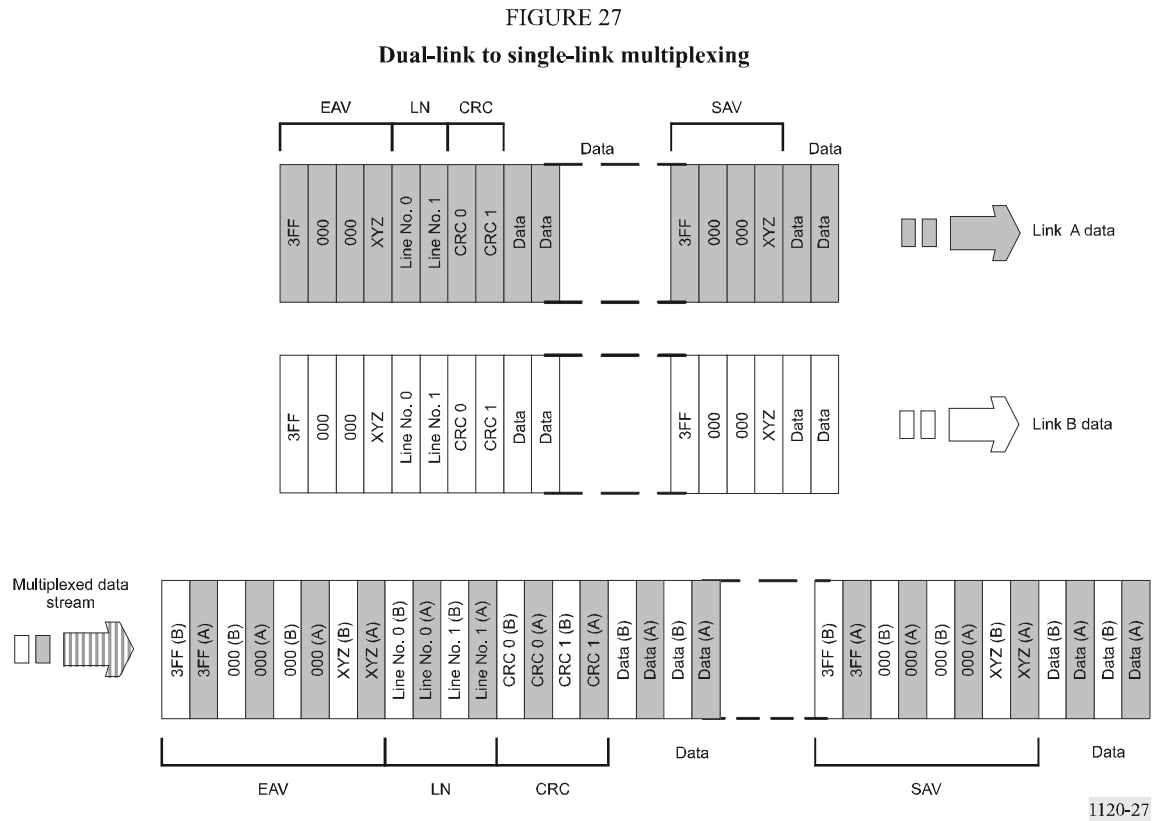 FIGURE 27
Dual-link to single-link multiplexing
EAV LN CRC SAV
Data Data
3FF 000 000 XYZ Line No. 0 Line No. 1 CRC 0 CRC 1 Data Data 3FF 000 000 XYZ Data Data
Link A data
3FF 000 000 XYZ Line No. 0 Line No. 1 CRC 0 CRC 1 Data Data 3FF 000 000 XYZ Data Data
Link B data
Multiplexed data
stream
3FF (B) 3FF (A) 000 (B) 000 (A) 000 (B) 000 (A) XYZ (B) XYZ (A) Line No. 0 (B) Line No. 0 (A) Line No. 1 (B) Line No. 1 (A) CRC 0 (B) CRC 0 (A) CRC 1 (B) CRC 1 (A) Data (B) Data (A) Data (B) Data (A) 3FF (B) 3FF (A) 000 (B) 000 (A) 000 (B) 000 (A) XYZ (B) XYZ (A) Data (B) Data (A) Data (B) Data (A)
Data Data
EAV LN CRC SAV
1120-27